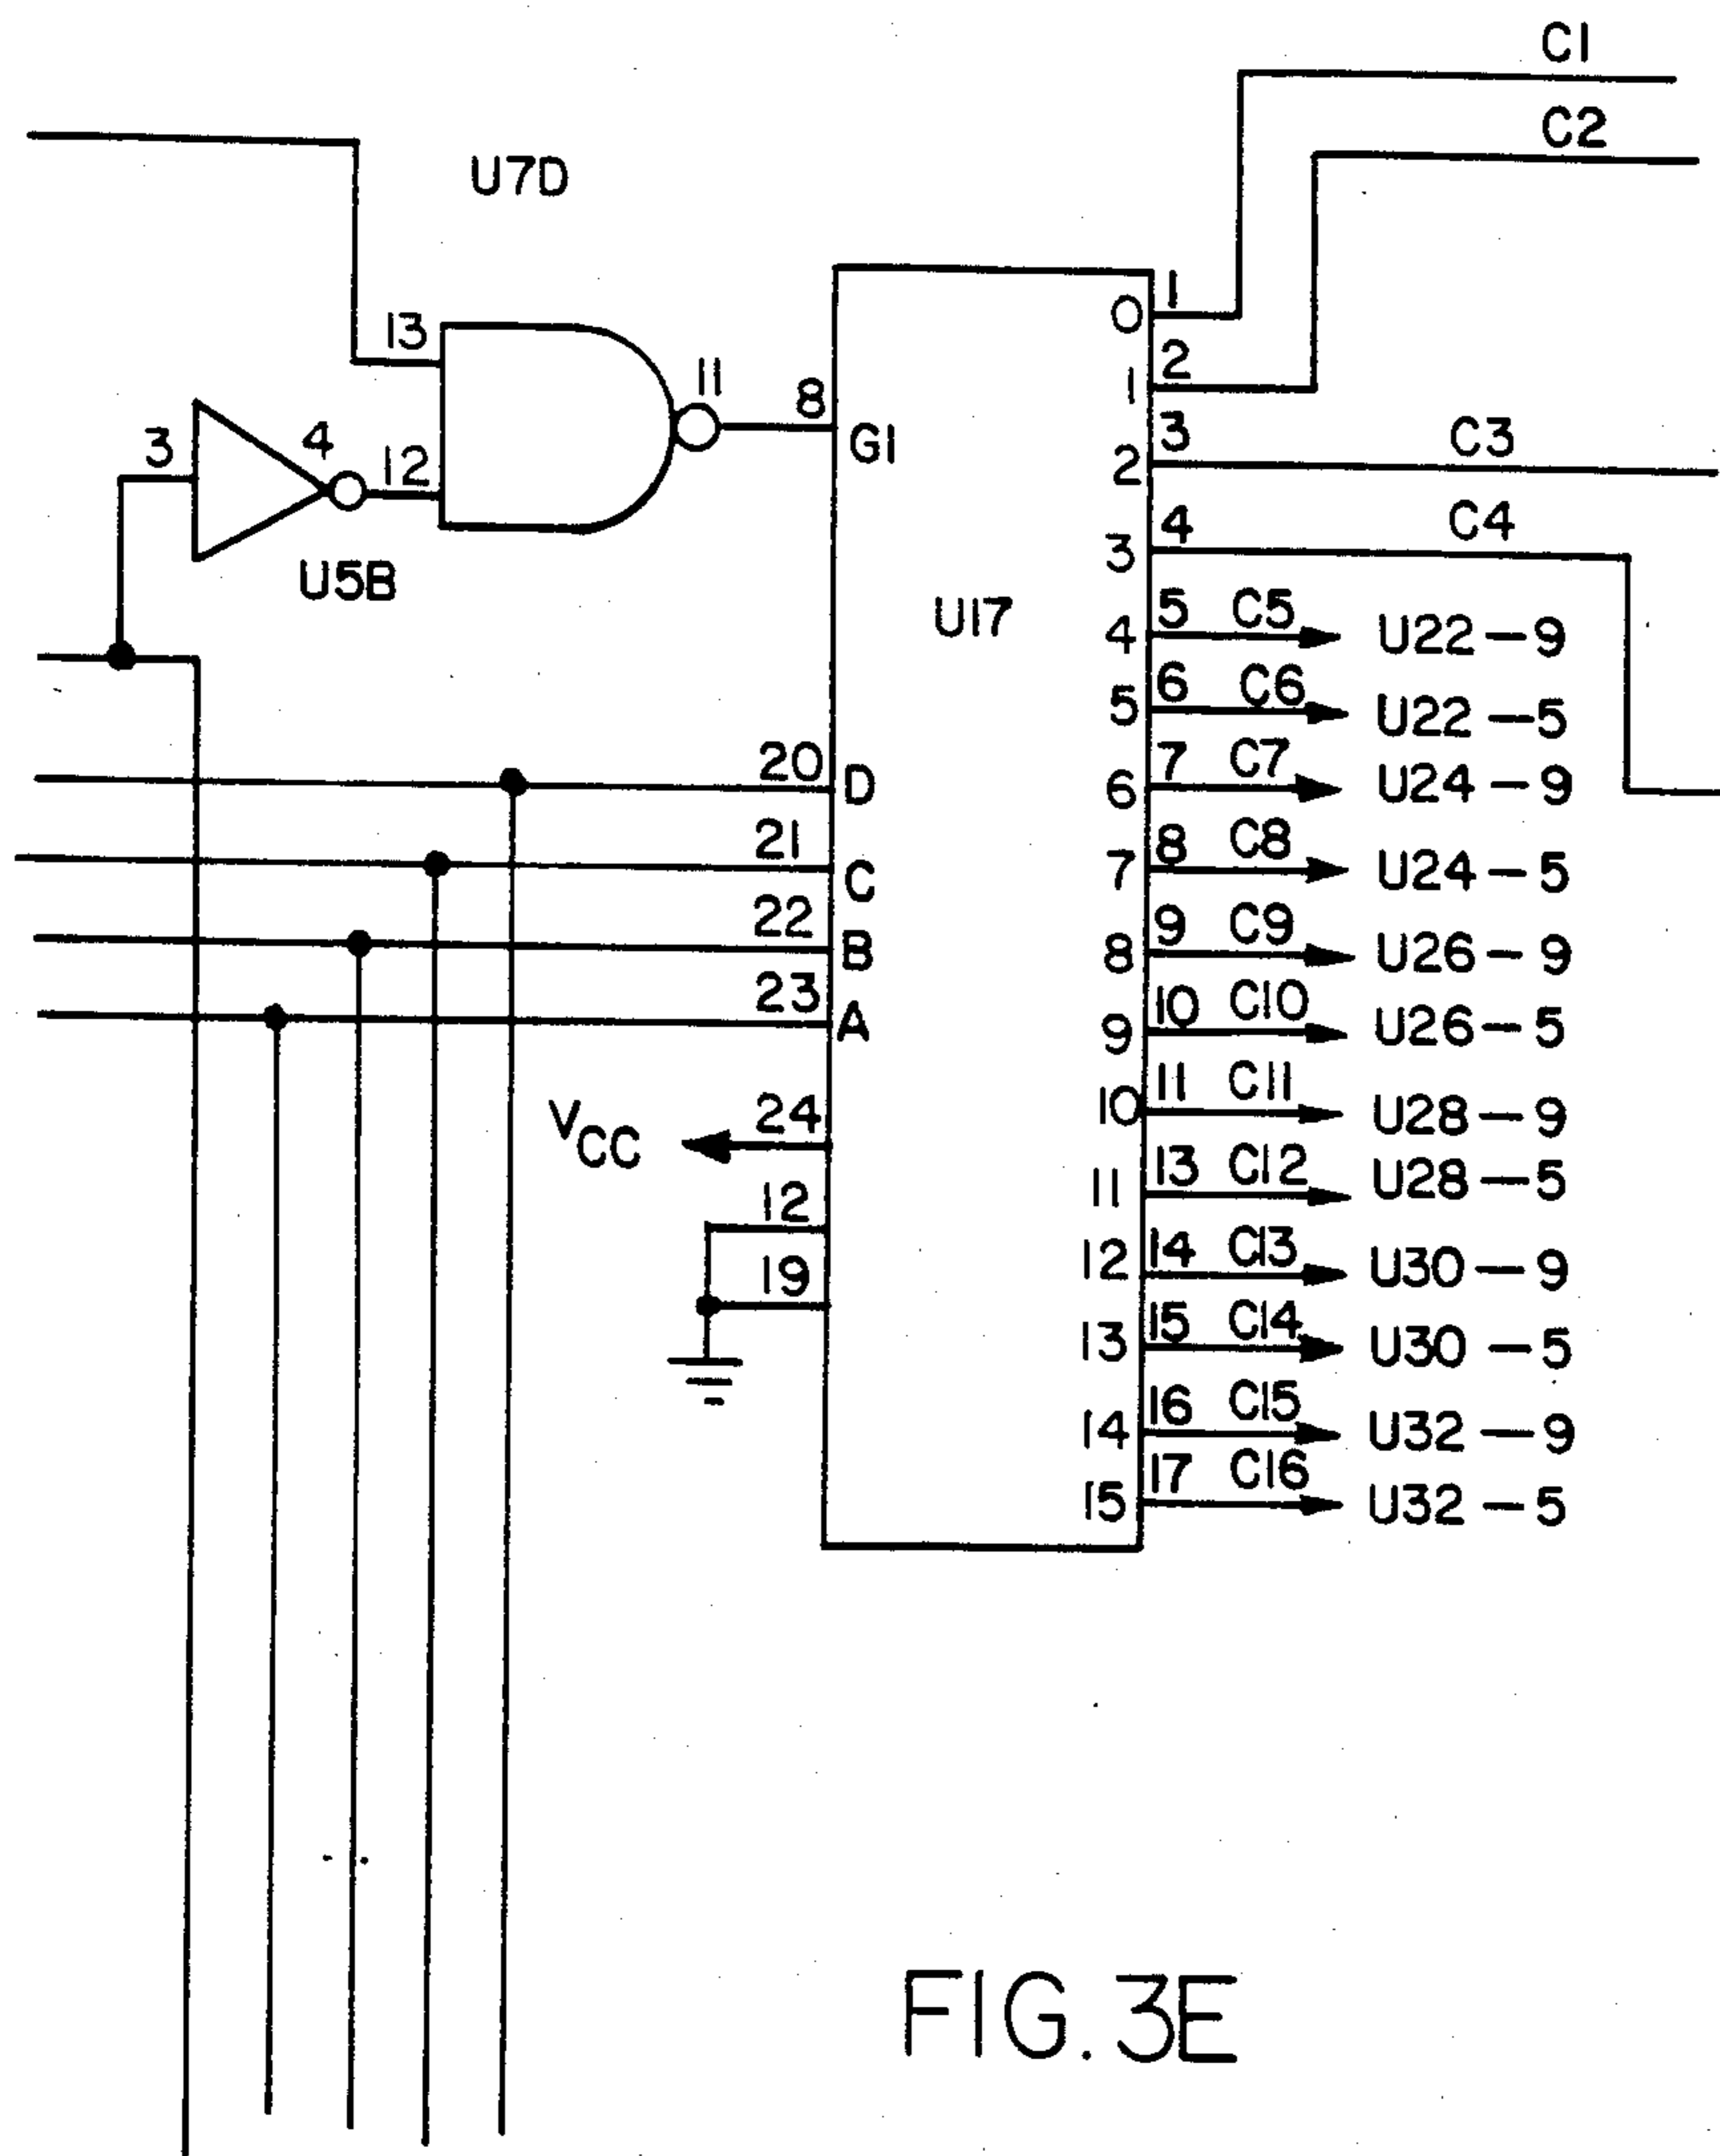 C1
C2
U7D
13
11
8
G1
3
4
12
U5B
U17
0 1
1 2
2 3 C3
3 4 C4
4 5 C5 U22-9
5 6 C6 U22-5
20 D
6 7 C7 U24-9
21 C
7 8 C8 U24-5
22 B
8 9 C9 U26-9
23 A
9 10 C10 U26-5
VCC 24
10 11 C11 U28-9
12
11 13 C12 U28-5
19
12 14 C13 U30-9
13 15 C14 U30-5
14 16 C15 U32-9
15 17 C16 U32-5
FIG. 3E